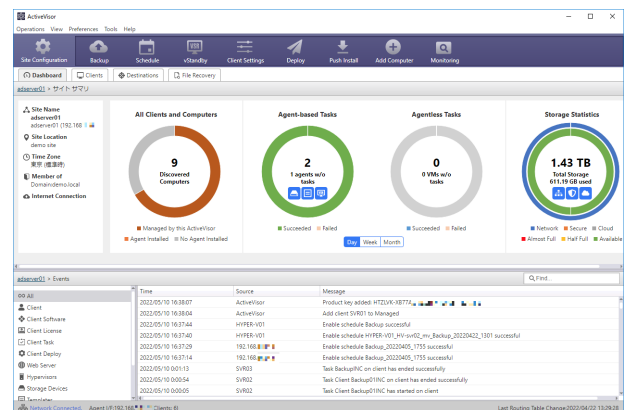 ActiveVisor
Operations View Preferences Tools Help
Site Configuration Backup Schedule vStandby Client Settings Deploy Push Install Add Computer Monitoring
Dashboard Clients Destinations File Recovery
adserver01 > サイト サマリ
Site Name
adserver01
adserver01 (192.168
Site Location
demo site
Time Zone
東京 (標準時)
Member of
Domaindemo.local
Internet Connection
All Clients and Computers
9
Discovered
Computers
Managed by this ActiveVisor
Agent Installed No Agent Installed
Agent-based Tasks
2
1 agents w/o
tasks
Succeeded Failed
Agentless Tasks
0
0 VMs w/o
tasks
Succeeded Failed
Day Week Month
Storage Statistics
1.43 TB
Total Storage
611.19 GB used
Network Secure Cloud
Almost Full Half Full Available
adserver01 > Events
Find...
All
Client
Client Software
Client License
Client Task
Client Deploy
Web Server
Hypervisors
Storage Devices
Templates
Time Source Message
2022/05/10 16:38:07 ActiveVisor Product key added: HTZLVK-XB77A
2022/05/10 16:38:04 ActiveVisor Add client SVR01 to Managed
2022/05/10 16:37:44 HYPER-V01 Enable schedule Backup successful
2022/05/10 16:37:40 HYPER-V01 Enable schedule HYPER-V01_HV-svr02_mv_Backup_20220422_1301 successful
2022/05/10 16:37:29 192.168. Enable schedule Backup_20220405_1755 successful
2022/05/10 16:37:14 192.168. Enable schedule Backup_20220405_1755 successful
2022/05/10 0:01:13 SVR03 Task BackupINC on client has ended successfully
2022/05/10 0:00:54 SVR02 Task Client Backup01INC on client has ended successfully
2022/05/10 0:00:05 SVR02 Task Client Backup01INC has started on client
Network Connected. Agent (IP:192.168 Clients: 6) Last Routing Table Change:2022/04/22 13:29:28